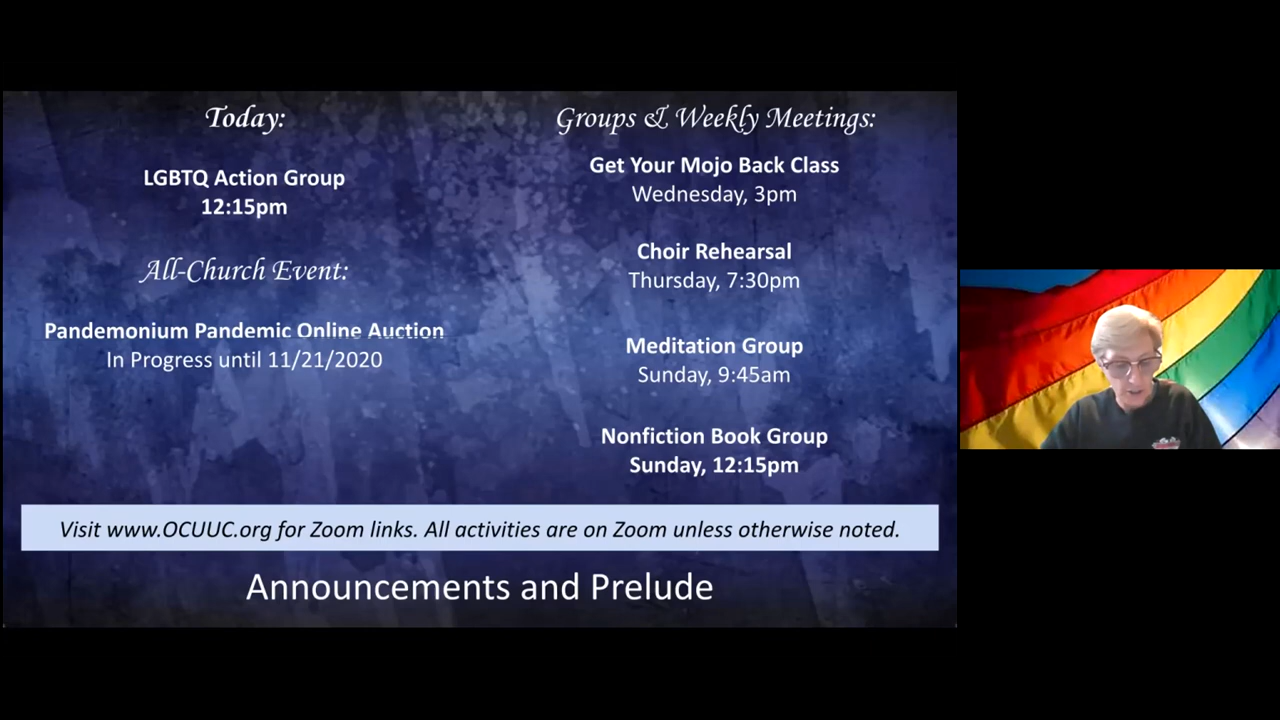 Today:
LGBTQ Action Group
12:15pm
All-Church Event:
Pandemonium Pandemic Online Auction
In Progress until 11/21/2020
Groups & Weekly Meetings:
Get Your Mojo Back Class
Wednesday, 3pm
Choir Rehearsal
Thursday, 7:30pm
Meditation Group
Sunday, 9:45am
Nonfiction Book Group
Sunday, 12:15pm
Visit www.OCUUC.org for Zoom links. All activities are on Zoom unless otherwise noted.
Announcements and Prelude